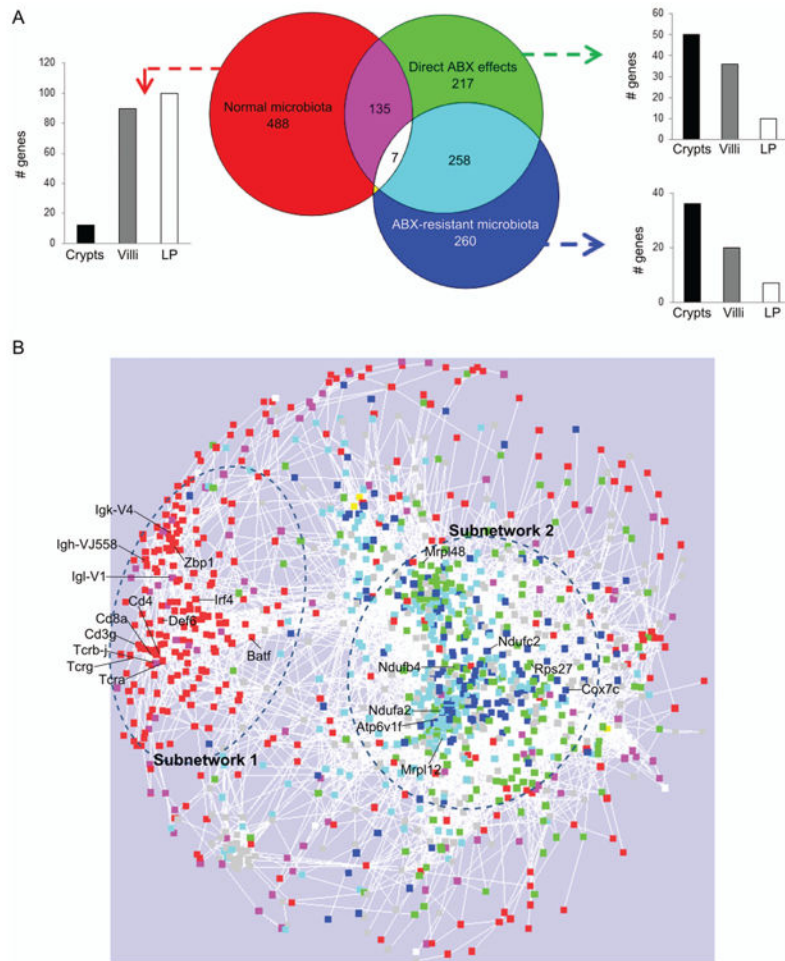 A
120
100
80
60
40
20
0
# genes
Crypts Villi LP
Normal microbiota
488
135
Direct ABX effects
217
7
258
ABX-resistant microbiota
260
50
40
30
20
10
0
# genes
Crypts Villi LP
40
20
0
# genes
Crypts Villi LP
B
Igk-V4
Igh-VJ558
Zbp1
Igl-V1
Cd4
Irf4
Cd8a
Def6
Cd3g
Tcrb-j
Batf
Tcrg
Tcra
Subnetwork 1
Subnetwork 2
Mrpl48
Ndufc2
Ndufb4
Rps27
Cox7c
Ndufa2
Atp6v1f
Mrpl12